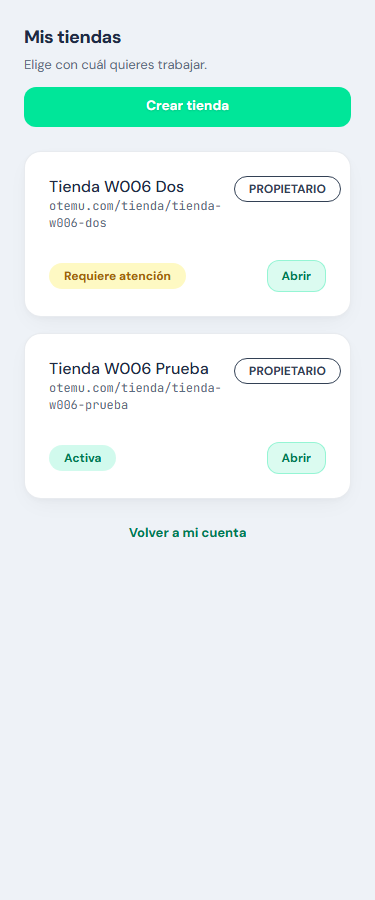 Mis tiendas
Elige con cuál quieres trabajar.
Crear tienda
Tienda W006 Dos
PROPIETARIO
otemu.com/tienda/tienda-
w006-dos
Requiere atención
Abrir
Tienda W006 Prueba
PROPIETARIO
otemu.com/tienda/tienda-
w006-prueba
Activa
Abrir
Volver a mi cuenta